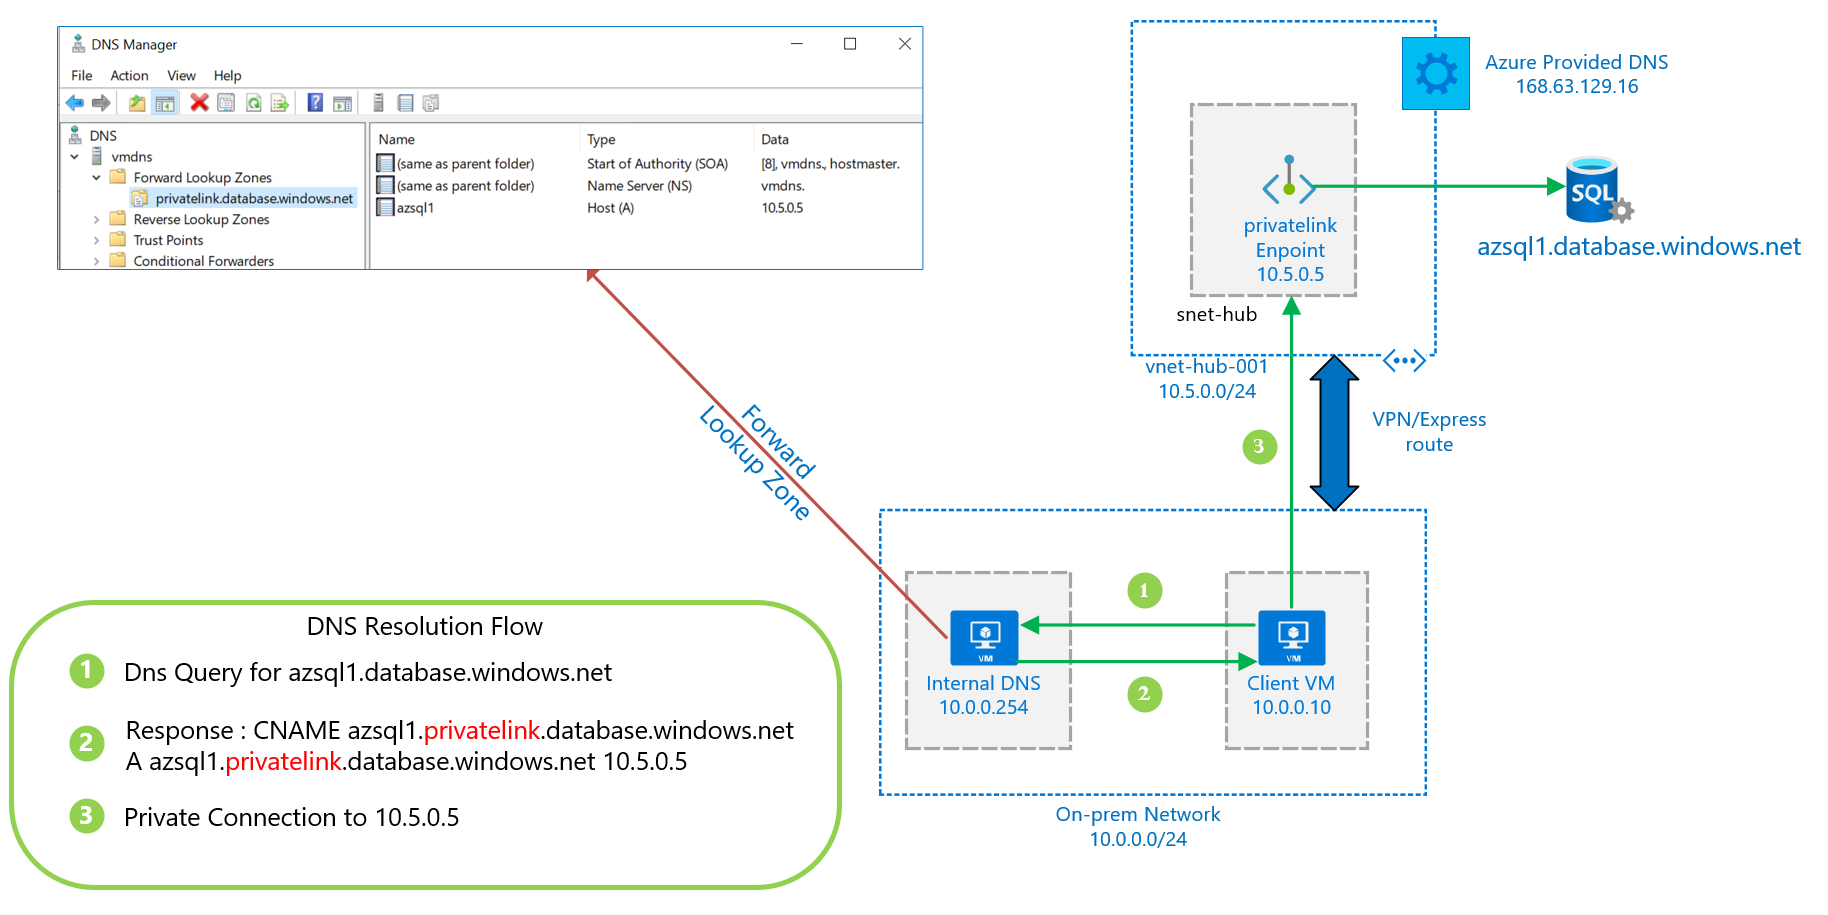 DNS Manager
File Action View Help
DNS
vmdns
Forward Lookup Zones
privatelink.database.windows.net
Reverse Lookup Zones
Trust Points
Conditional Forwarders
Name Type Data
(same as parent folder) Start of Authority (SOA) [8], vmdns., hostmaster.
(same as parent folder) Name Server (NS) vmdns.
azsql1 Host (A) 10.5.0.5
Azure Provided DNS
168.63.129.16
privatelink
Enpoint
10.5.0.5
SQL
azsql1.database.windows.net
snet-hub
vnet-hub-001
10.5.0.0/24
VPN/Express
route
3
Forward
Lookup Zone
1
2
VM
Internal DNS
10.0.0.254
VM
Client VM
10.0.0.10
On-prem Network
10.0.0.0/24
DNS Resolution Flow
1 Dns Query for azsql1.database.windows.net
2 Response : CNAME azsql1.privatelink.database.windows.net
A azsql1.privatelink.database.windows.net 10.5.0.5
3 Private Connection to 10.5.0.5